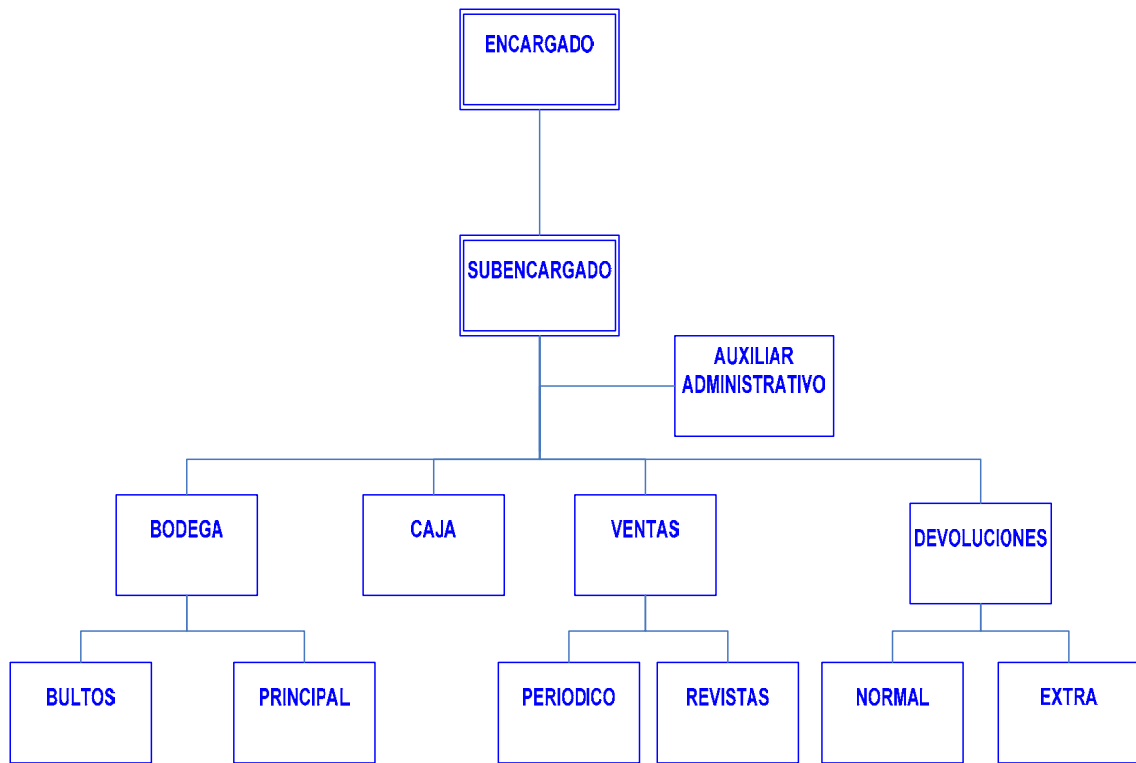 ENCARGADO
SUBENCARGADO
AUXILIAR
ADMINISTRATIVO
BODEGA
CAJA
VENTAS
DEVOLUCIONES
BULTOS
PRINCIPAL
PERIODICO
REVISTAS
NORMAL
EXTRA